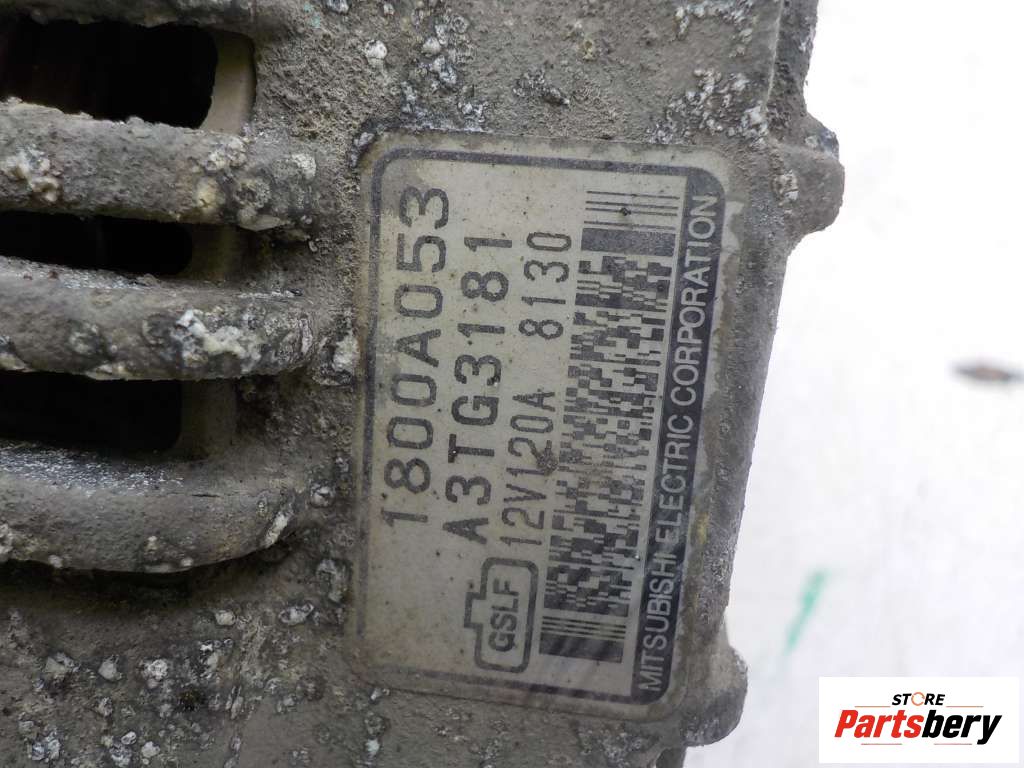 1800A053
A3TG3181
12V120A 8130
GSLF
MITSUBISHI ELECTRIC CORPORATION
STORE
Partsbery